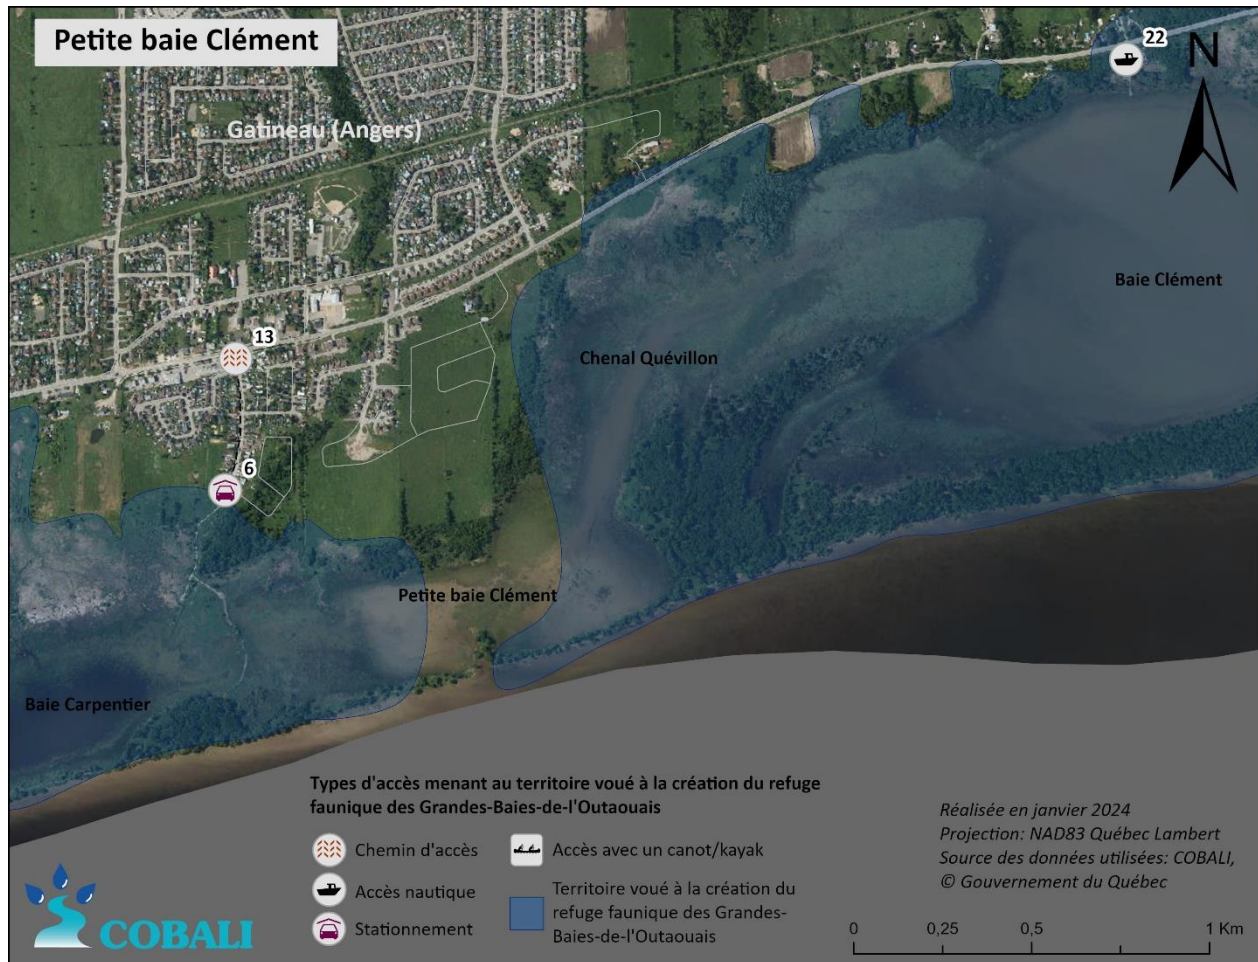 Petite baie Clément
22
N
Gatineau (Angers)
Baie Clément
13
Chenal Quévillon
6
Petite baie Clément
Baie Carpentier
Types d'accès menant au territoire voué à la création du refuge
faunique des Grandes-Baies-de-l'Outaouais
Chemin d'accès
Accès nautique
Stationnement
Accès avec un canot/kayak
Territoire voué à la création du
refuge faunique des Grandes-
Baies-de-l'Outaouais
Réalisée en janvier 2024
Projection: NAD83 Québec Lambert
Source des données utilisées: COBALI,
© Gouvernement du Québec
0 0,25 0,5 1 Km
COBALI